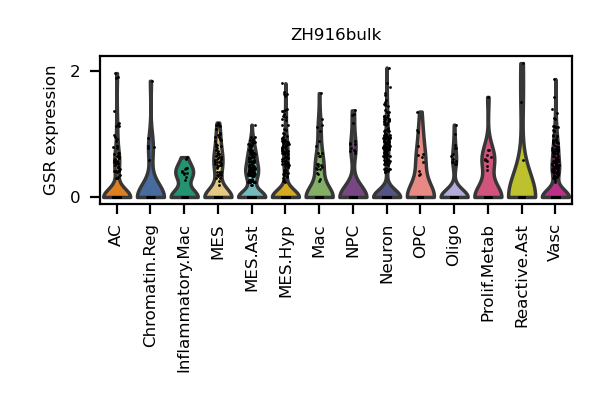 ZH916bulk
GSR expression
2
0
AC
Chromatin.Reg
Inflammatory.Mac
MES
MES.Ast
MES.Hyp
Mac
NPC
Neuron
OPC
Oligo
Prolif.Metab
Reactive.Ast
Vasc